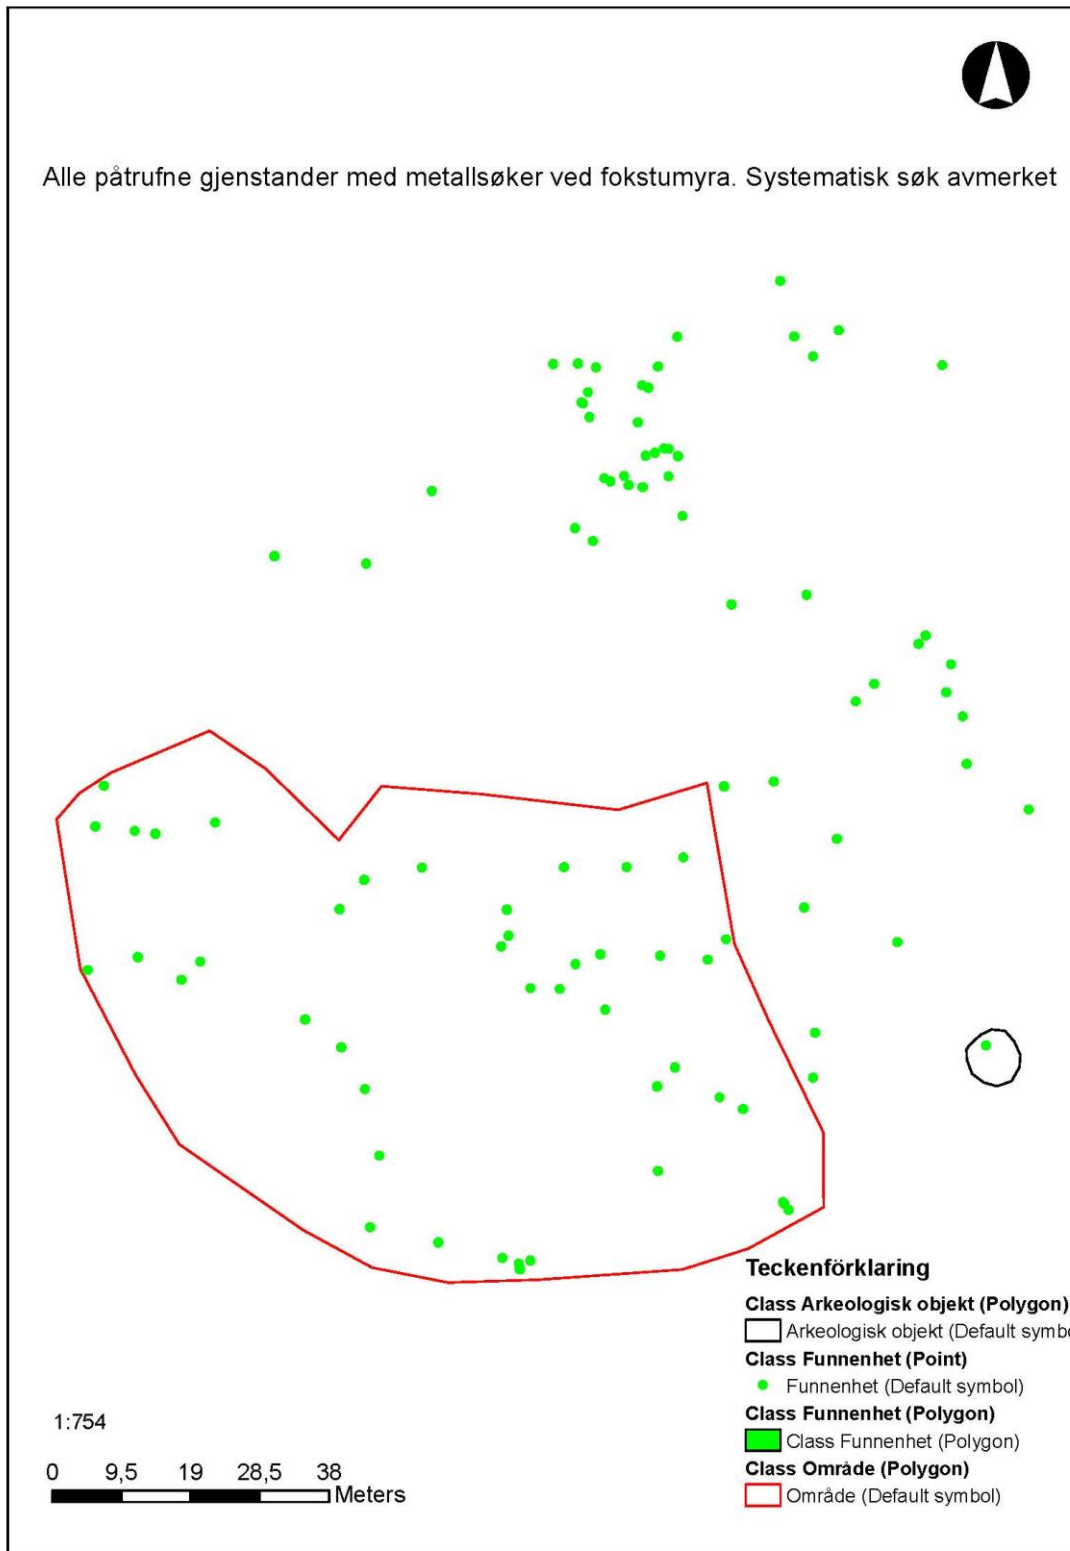 Alle påtrufne gjenstander med metallsøker ved fokstumyra. Systematisk søk avmerket
Teckenförklaring
Class Arkeologisk objekt (Polygon)
Arkeologisk objekt (Default symbo
Class Funnenhet (Point)
Funnenhet (Default symbol)
Class Funnenhet (Polygon)
Class Funnenhet (Polygon)
Class Område (Polygon)
Område (Default symbol)
1:754
0 9,5 19 28,5 38
Meters